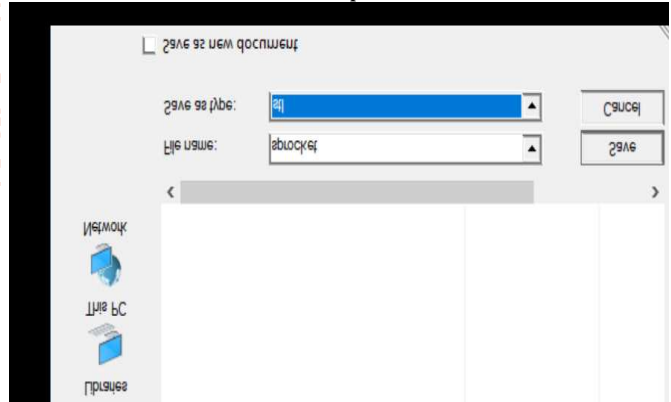 Libraries
This PC
Network
File name: sprocket Save
Save as type: stl Cancel
Save as new document